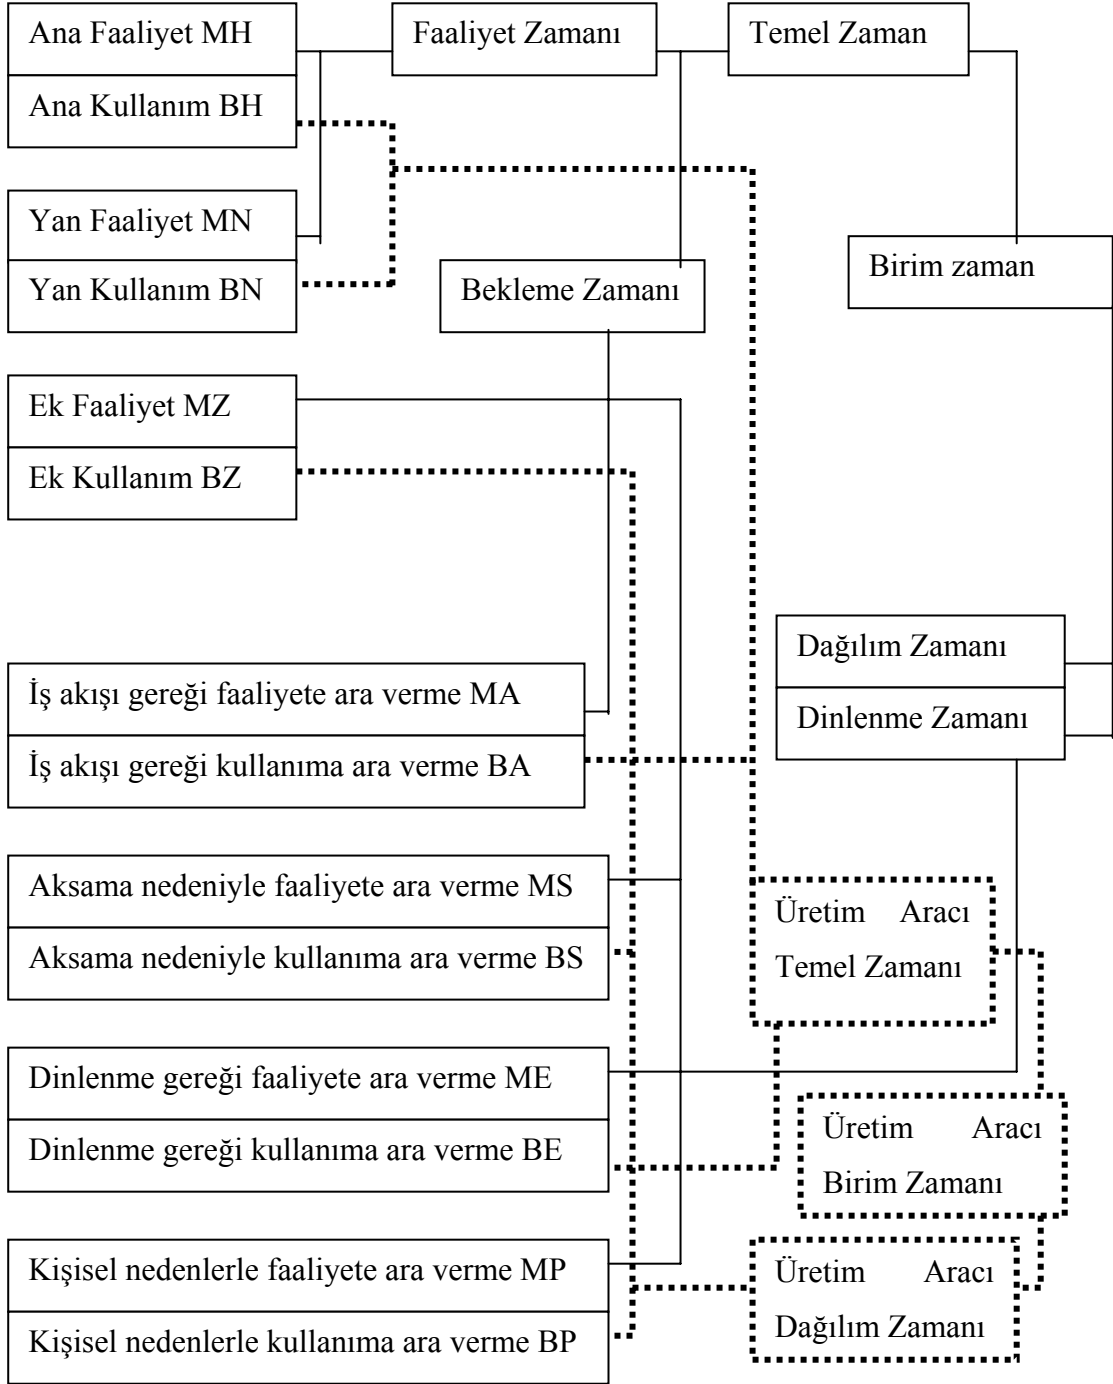 Ana Faaliyet MH
Faaliyet Zamanı
Temel Zaman
Ana Kullanım BH
Yan Faaliyet MN
Yan Kullanım BN
Bekleme Zamanı
Birim zaman
Ek Faaliyet MZ
Ek Kullanım BZ
Dağılım Zamanı
Dinlenme Zamanı
İş akışı gereği faaliyete ara verme MA
İş akışı gereği kullanıma ara verme BA
Aksama nedeniyle faaliyete ara verme MS
Aksama nedeniyle kullanıma ara verme BS
Üretim Aracı
Temel Zamanı
Dinlenme gereği faaliyete ara verme ME
Dinlenme gereği kullanıma ara verme BE
Üretim Aracı
Birim Zamanı
Kişisel nedenlerle faaliyete ara verme MP
Kişisel nedenlerle kullanıma ara verme BP
Üretim Aracı
Dağılım Zamanı